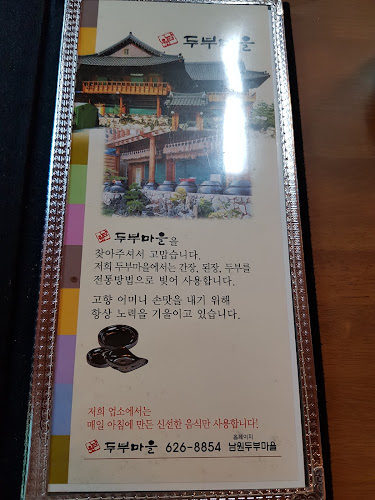 두부마을
두부마을을
찾아주셔서 고맙습니다.
저희 두부마을에서는 간장, 된장, 두부를
전통방법으로 빚어 사용합니다.
고향 어머니 손맛을 내기 위해
항상 노력을 기울이고 있습니다.
저희 업소에서는
매일 아침에 만든 신선한 음식만 사용합니다!
홈페이지
두부마을 626-8854 남원두부마을